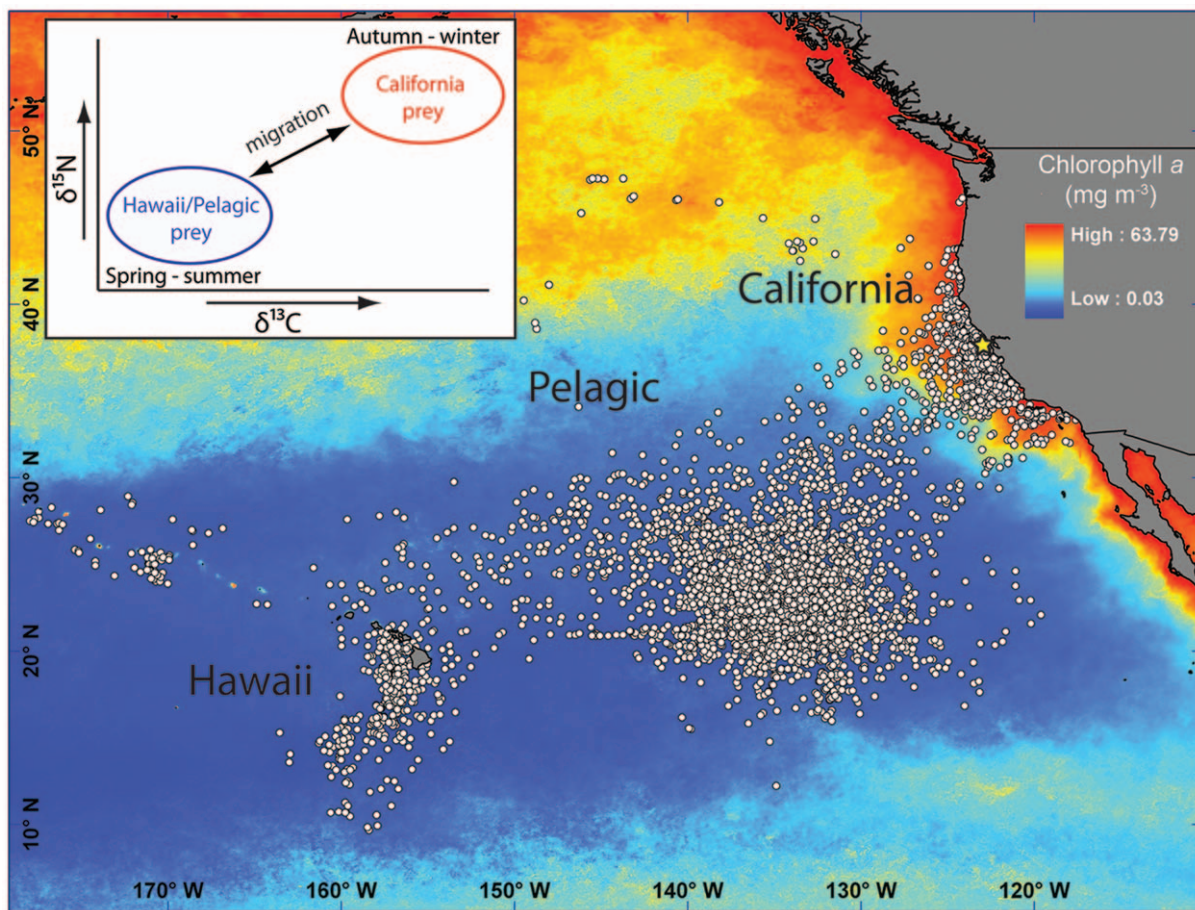 Autumn - winter
California
prey
migration
Hawaii/Pelagic
prey
Spring - summer
δ15N
δ13C
Chlorophyll a
(mg m-3)
High : 63.79
Low : 0.03
California
Pelagic
Hawaii
50° N
40° N
30° N
20° N
10° N
170° W
160° W
150° W
140° W
130° W
120° W